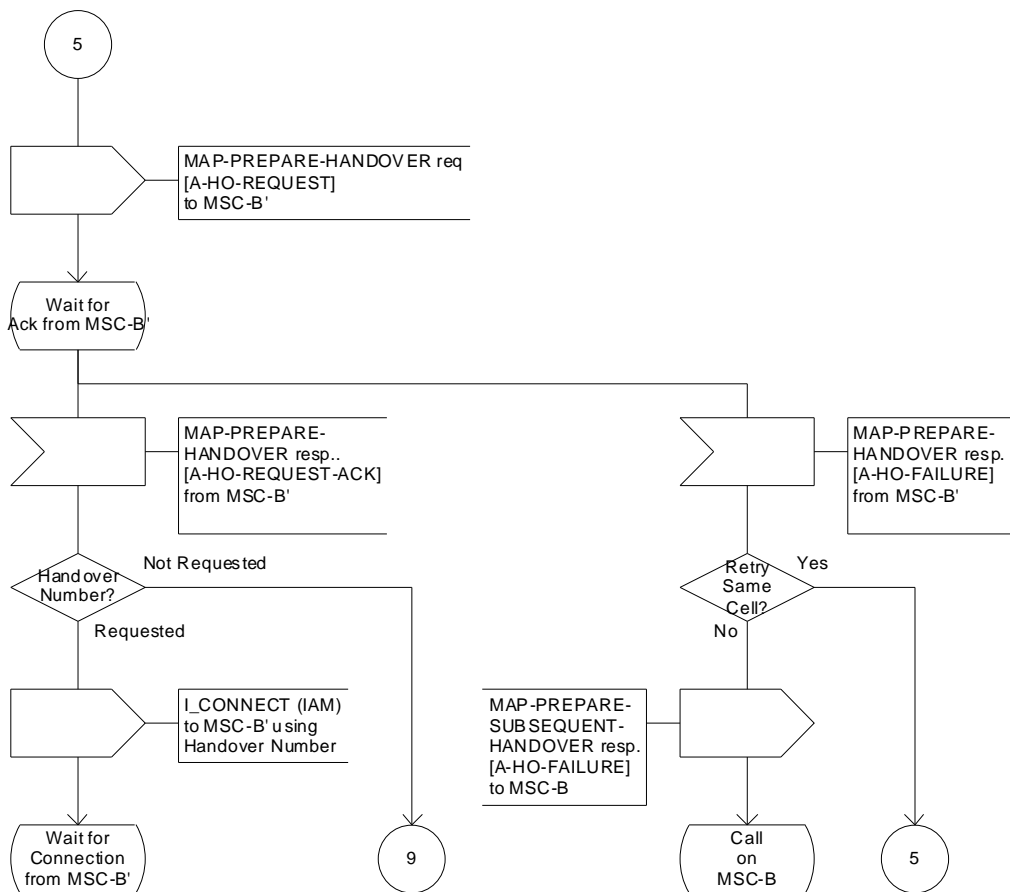 5
MAP-PREPARE-HANDOVER req
[A-HO-REQUEST]
to MSC-B'
Wait for
Ack from MSC-B'
MAP-PREPARE-
HANDOVER resp..
[A-HO-REQUEST-ACK]
from MSC-B'
MAP-PREPARE-
HANDOVER resp.
[A-HO-FAILURE]
from MSC-B'
Handover
Number?
Not Requested
Requested
Retry
Same
Cell?
Yes
No
I_CONNECT (IAM)
to MSC-B' using
Handover Number
MAP-PREPARE-
SUBSEQUENT-
HANDOVER resp.
[A-HO-FAILURE]
to MSC-B
Wait for
Connection
from MSC-B'
9
Call
on
MSC-B
5